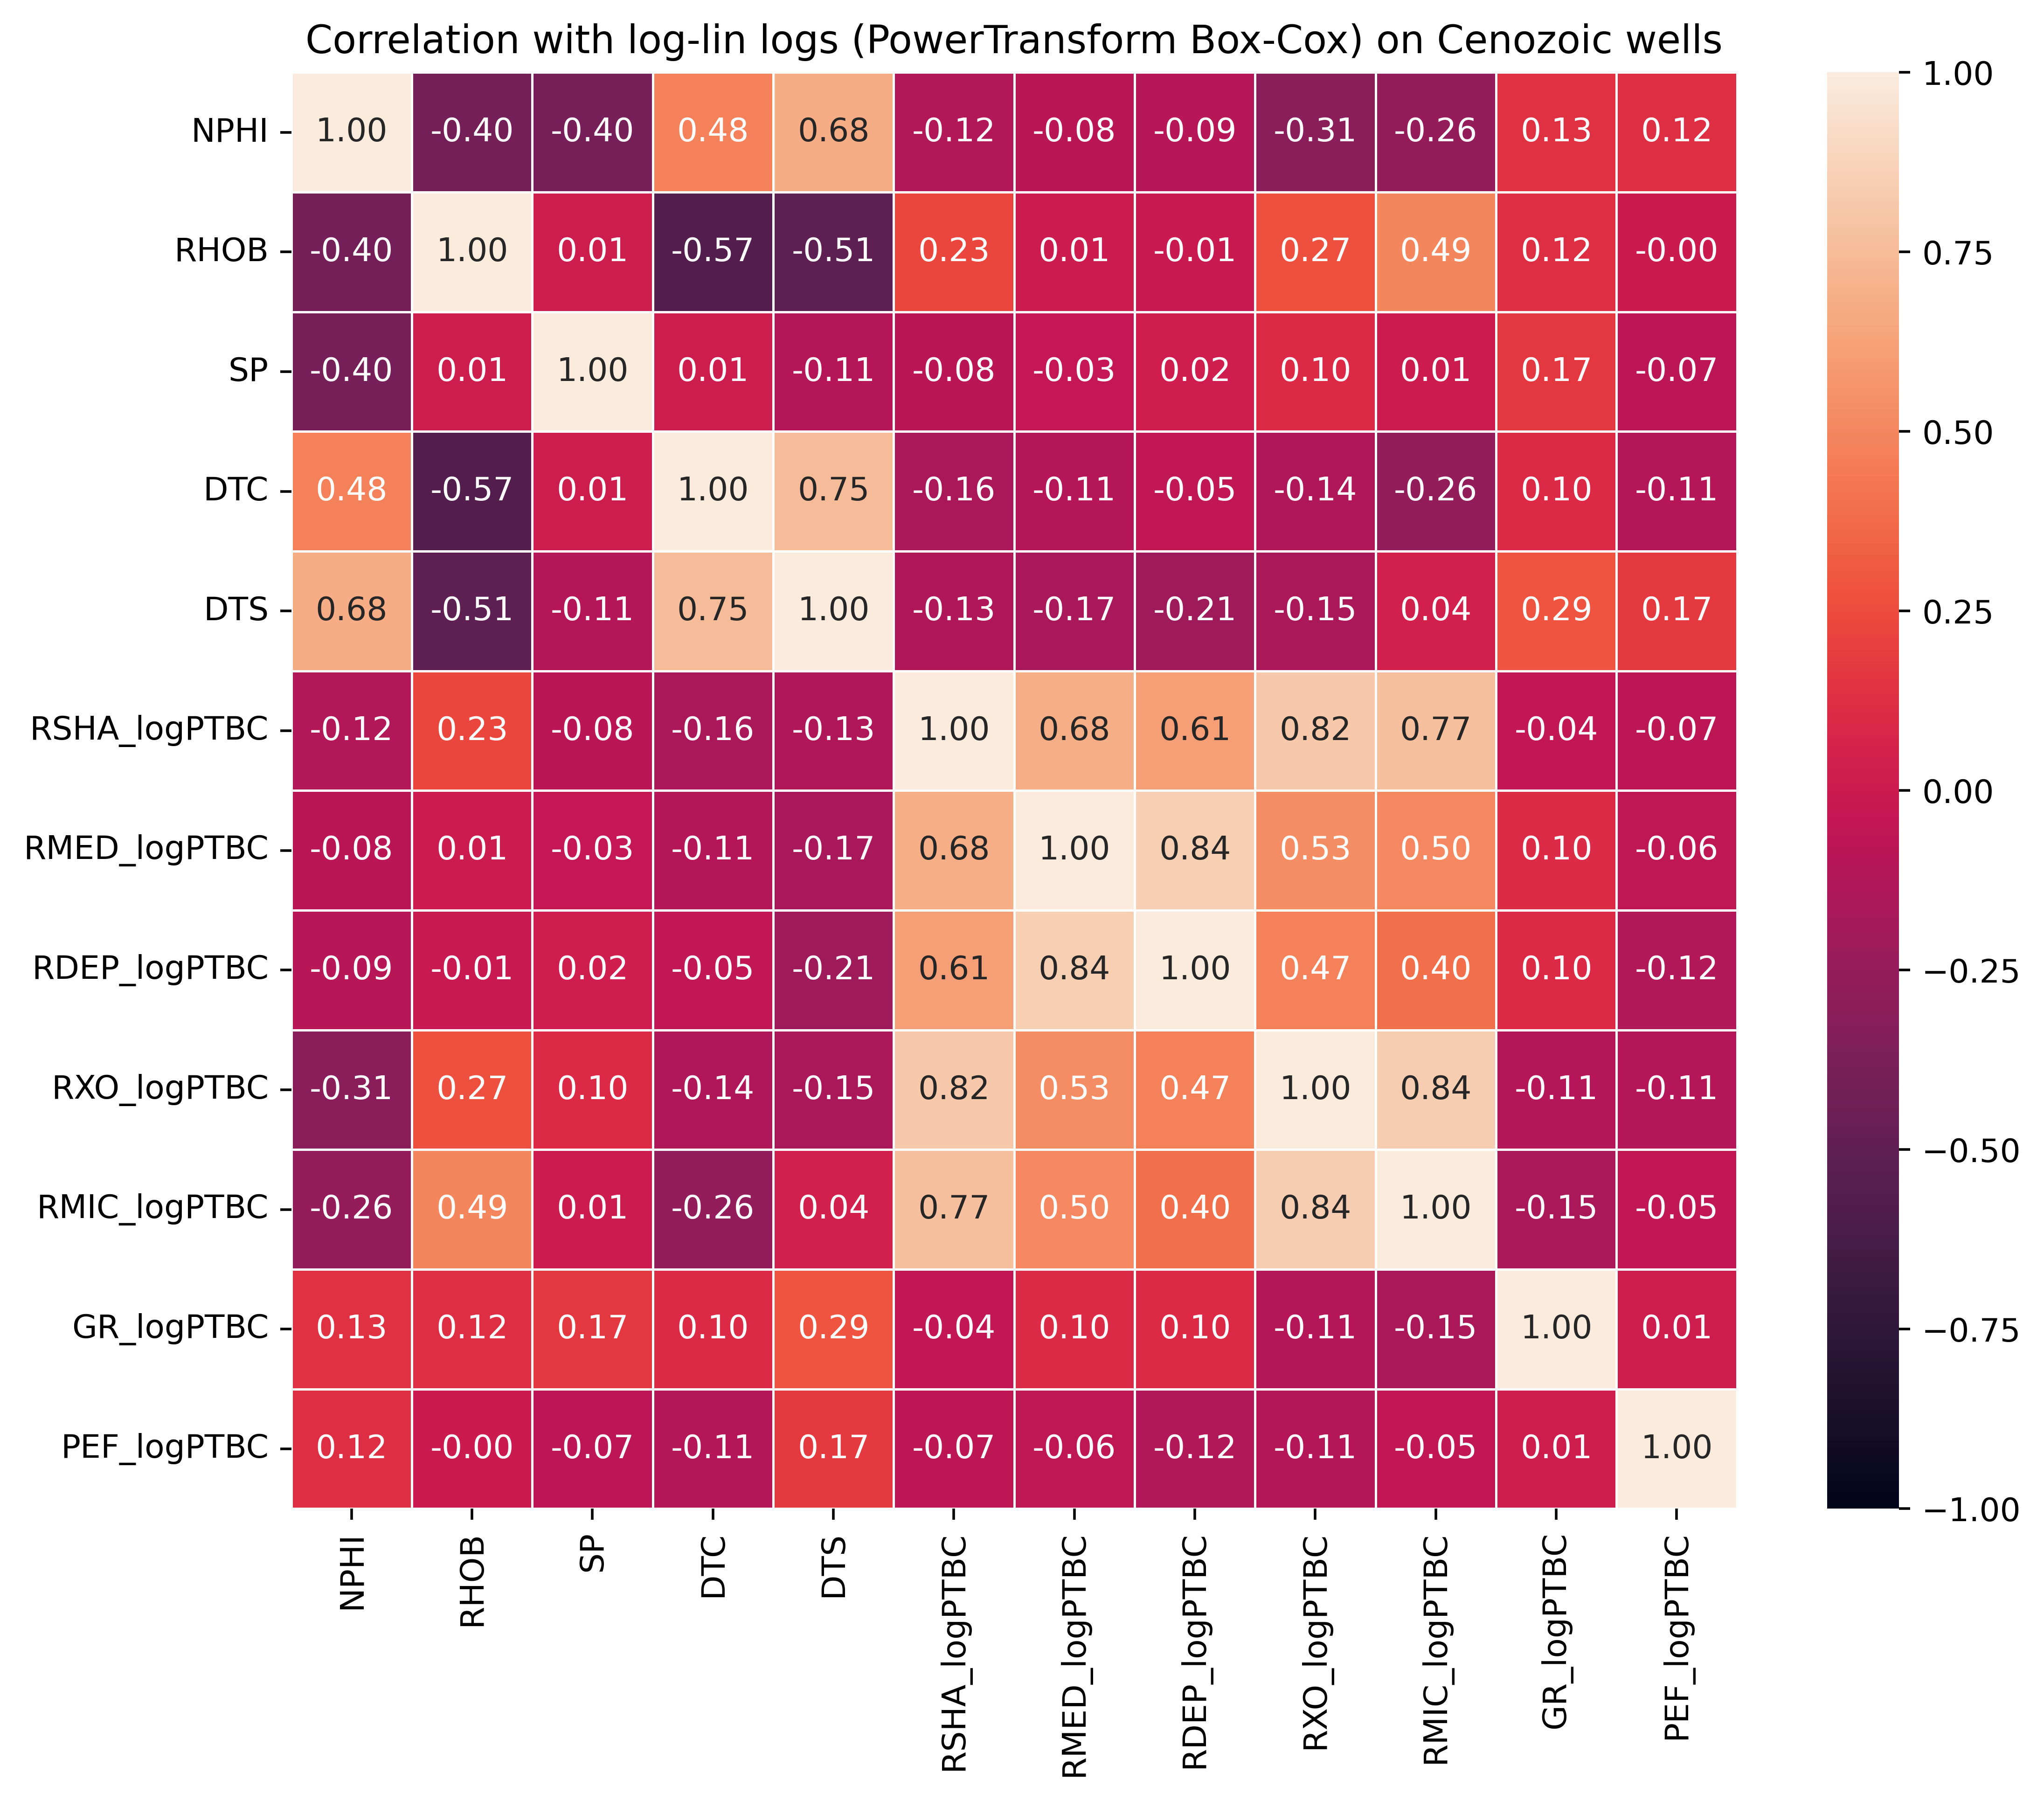 Correlation with log-lin logs (PowerTransform Box-Cox) on Cenozoic wells
NPHI 1.00 -0.40 -0.40 0.48 0.68 -0.12 -0.08 -0.09 -0.31 -0.26 0.13 0.12
RHOB -0.40 1.00 0.01 -0.57 -0.51 0.23 0.01 -0.01 0.27 0.49 0.12 -0.00
SP -0.40 0.01 1.00 0.01 -0.11 -0.08 -0.03 0.02 0.10 0.01 0.17 -0.07
DTC 0.48 -0.57 0.01 1.00 0.75 -0.16 -0.11 -0.05 -0.14 -0.26 0.10 -0.11
DTS 0.68 -0.51 -0.11 0.75 1.00 -0.13 -0.17 -0.21 -0.15 0.04 0.29 0.17
RSHA_logPTBC -0.12 0.23 -0.08 -0.16 -0.13 1.00 0.68 0.61 0.82 0.77 -0.04 -0.07
RMED_logPTBC -0.08 0.01 -0.03 -0.11 -0.17 0.68 1.00 0.84 0.53 0.50 0.10 -0.06
RDEP_logPTBC -0.09 -0.01 0.02 -0.05 -0.21 0.61 0.84 1.00 0.47 0.40 0.10 -0.12
RXO_logPTBC -0.31 0.27 0.10 -0.14 -0.15 0.82 0.53 0.47 1.00 0.84 -0.11 -0.11
RMIC_logPTBC -0.26 0.49 0.01 -0.26 0.04 0.77 0.50 0.40 0.84 1.00 -0.15 -0.05
GR_logPTBC 0.13 0.12 0.17 0.10 0.29 -0.04 0.10 0.10 -0.11 -0.15 1.00 0.01
PEF_logPTBC 0.12 -0.00 -0.07 -0.11 0.17 -0.07 -0.06 -0.12 -0.11 -0.05 0.01 1.00
NPHI
RHOB
SP
DTC
DTS
RSHA_logPTBC
RMED_logPTBC
RDEP_logPTBC
RXO_logPTBC
RMIC_logPTBC
GR_logPTBC
PEF_logPTBC
1.00
0.75
0.50
0.25
0.00
−0.25
−0.50
−0.75
−1.00